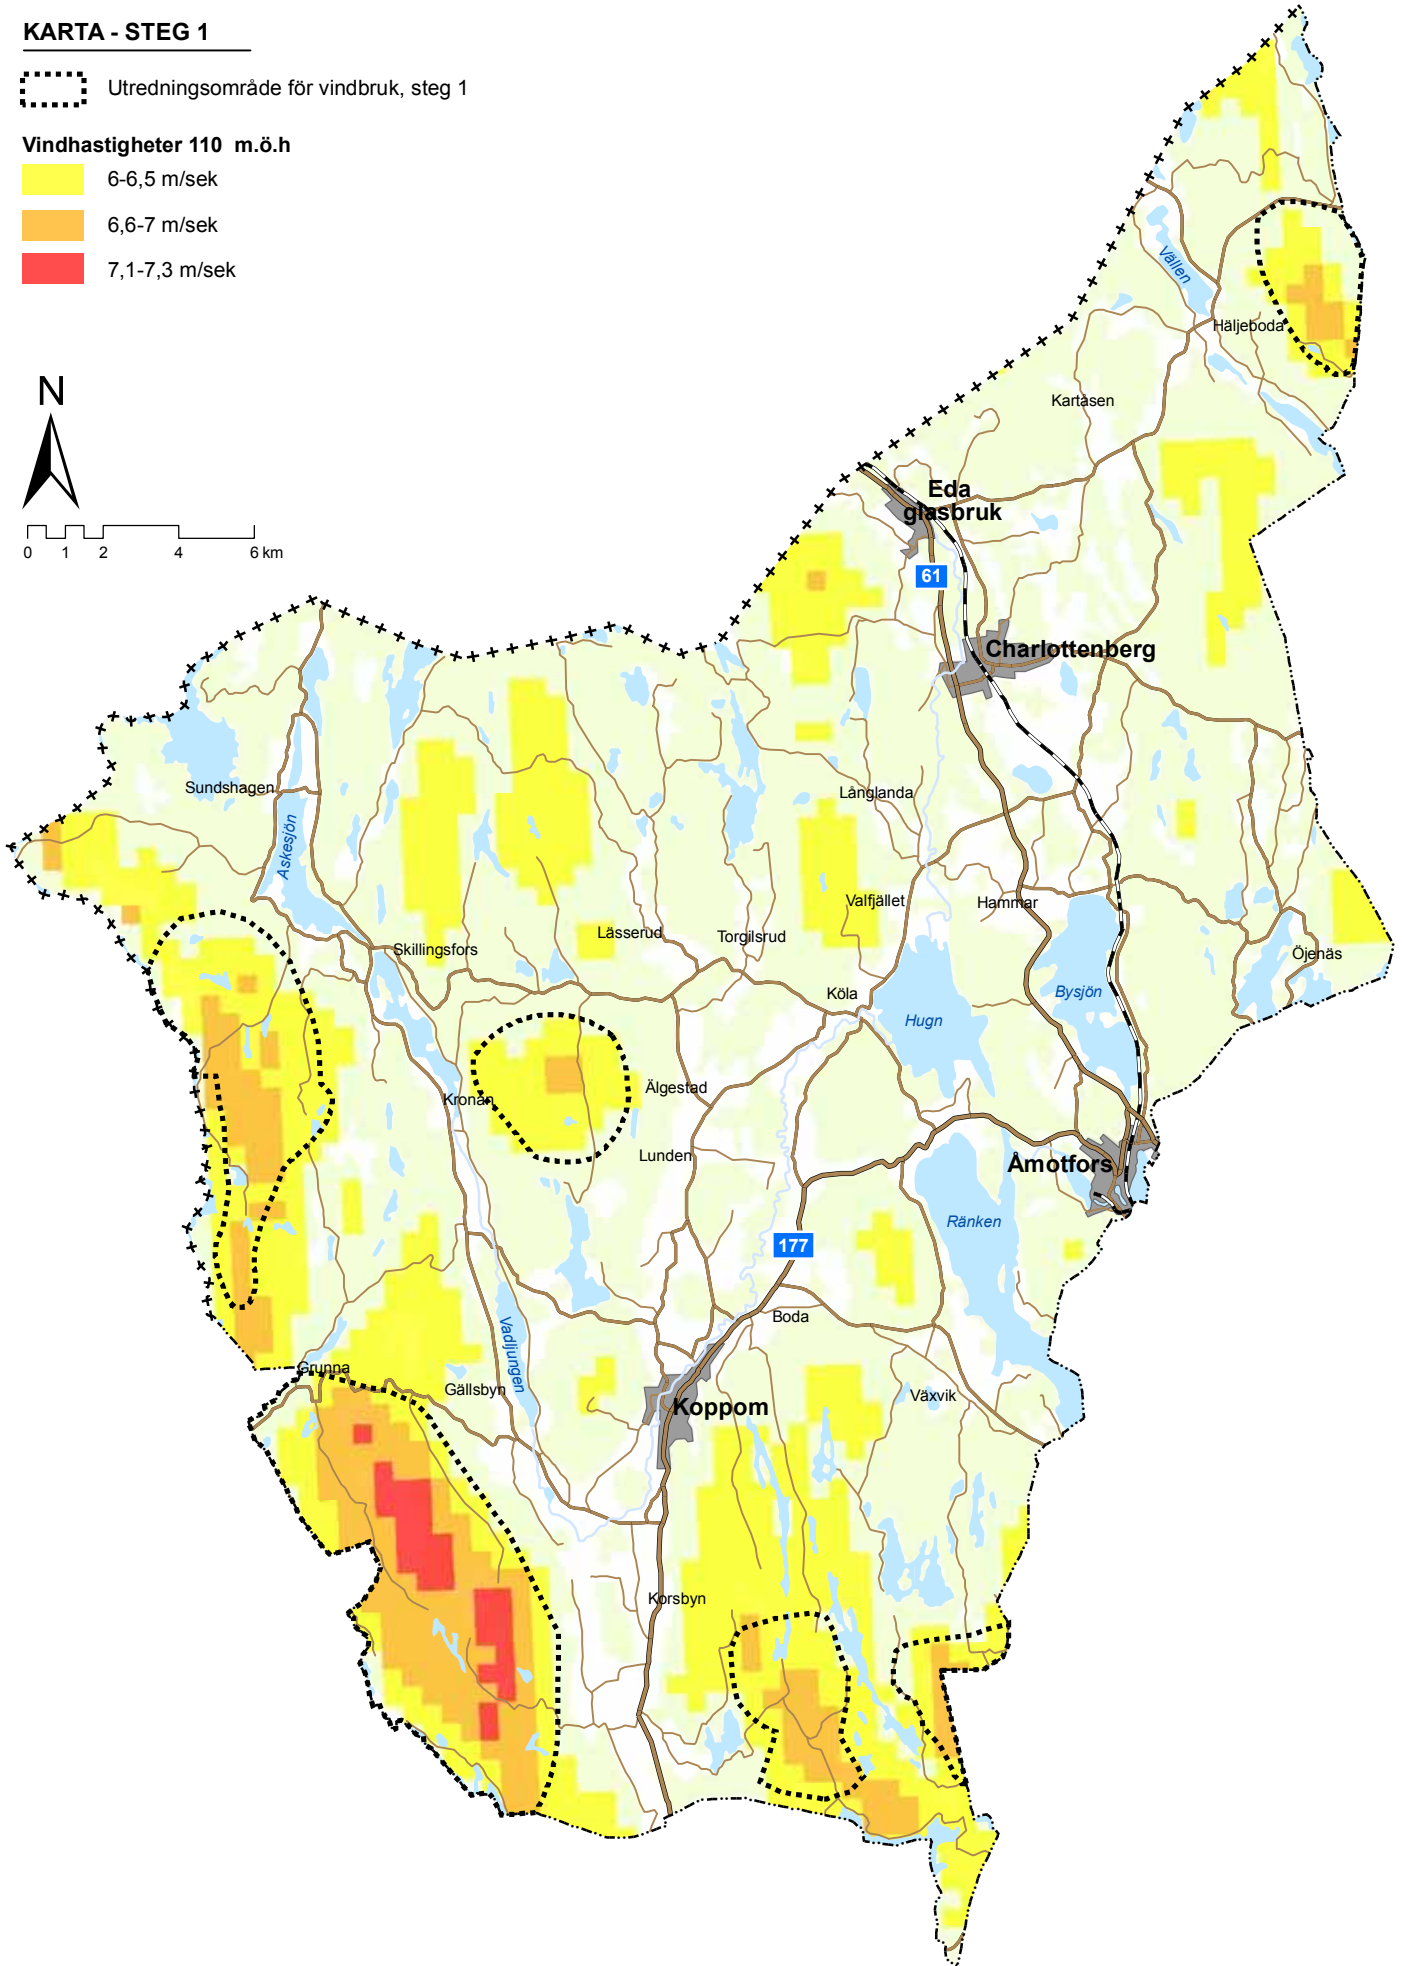 KARTA - STEG 1
Utredningsområde för vindbruk, steg 1
Vindhastigheter 110 m.ö.h
6-6,5 m/sek
6,6-7 m/sek
7,1-7,3 m/sek
N
0 1 2 4 6 km
Vällen
Häljeboda
Kartåsen
Eda
glasbruk
61
Charlottenberg
Sundshagen
Långlanda
Askesjön
Valfjället
Hammar
Lässerud
Torgilsrud
Skillingsfors
Öjenäs
Köla
Bysjön
Hugn
Älgestad
Kronan
Lunden
Åmotfors
Ränken
177
Boda
Vadljungen
Grunna
Gällsbyn
Växvik
Koppom
Korsbyn